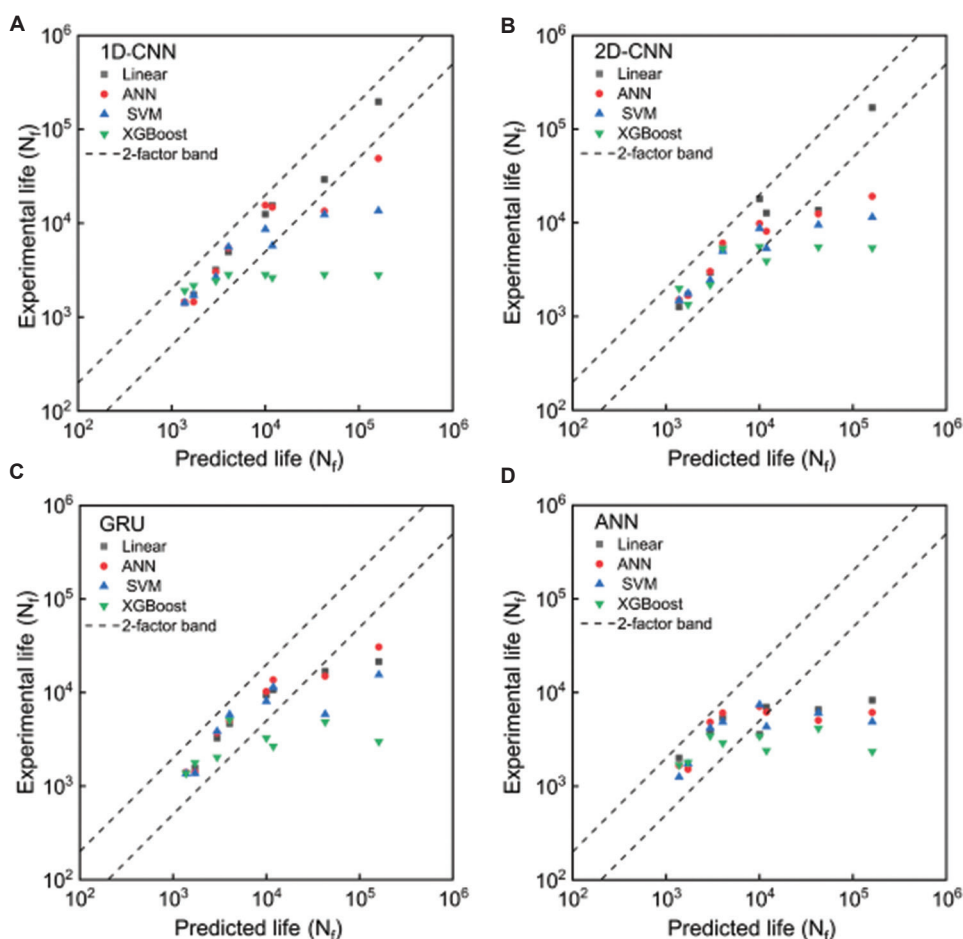 A
1D-CNN
Linear
ANN
SVM
XGBoost
2-factor band
Experimental life (N_f)
10^6
10^5
10^4
10^3
10^2
10^2 10^3 10^4 10^5 10^6
Predicted life (N_f)
B
2D-CNN
Linear
ANN
SVM
XGBoost
2-factor band
Experimental life (N_f)
10^6
10^5
10^4
10^3
10^2
10^2 10^3 10^4 10^5 10^6
Predicted life (N_f)
C
GRU
Linear
ANN
SVM
XGBoost
2-factor band
Experimental life (N_f)
10^6
10^5
10^4
10^3
10^2
10^2 10^3 10^4 10^5 10^6
Predicted life (N_f)
D
ANN
Linear
ANN
SVM
XGBoost
2-factor band
Experimental life (N_f)
10^6
10^5
10^4
10^3
10^2
10^2 10^3 10^4 10^5 10^6
Predicted life (N_f)